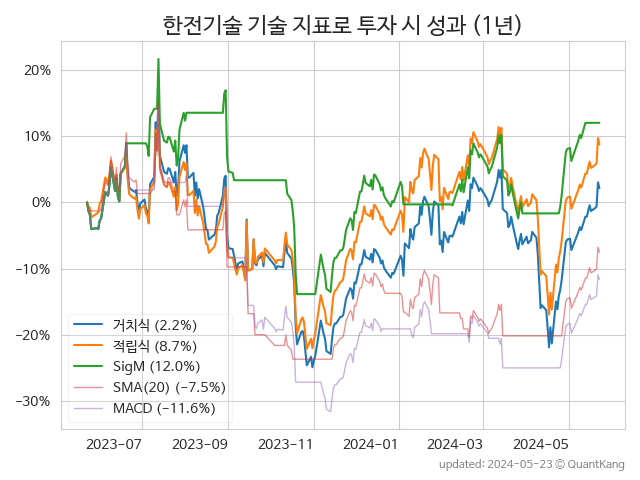 한전기술 기술 지표로 투자 시 성과 (1년)
20%
10%
0%
−10%
−20%
−30%
거치식 (2.2%)
적립식 (8.7%)
SigM (12.0%)
SMA(20) (−7.5%)
MACD (−11.6%)
2023-07 2023-09 2023-11 2024-01 2024-03 2024-05
updated: 2024-05-23 ⓒ QuantKang